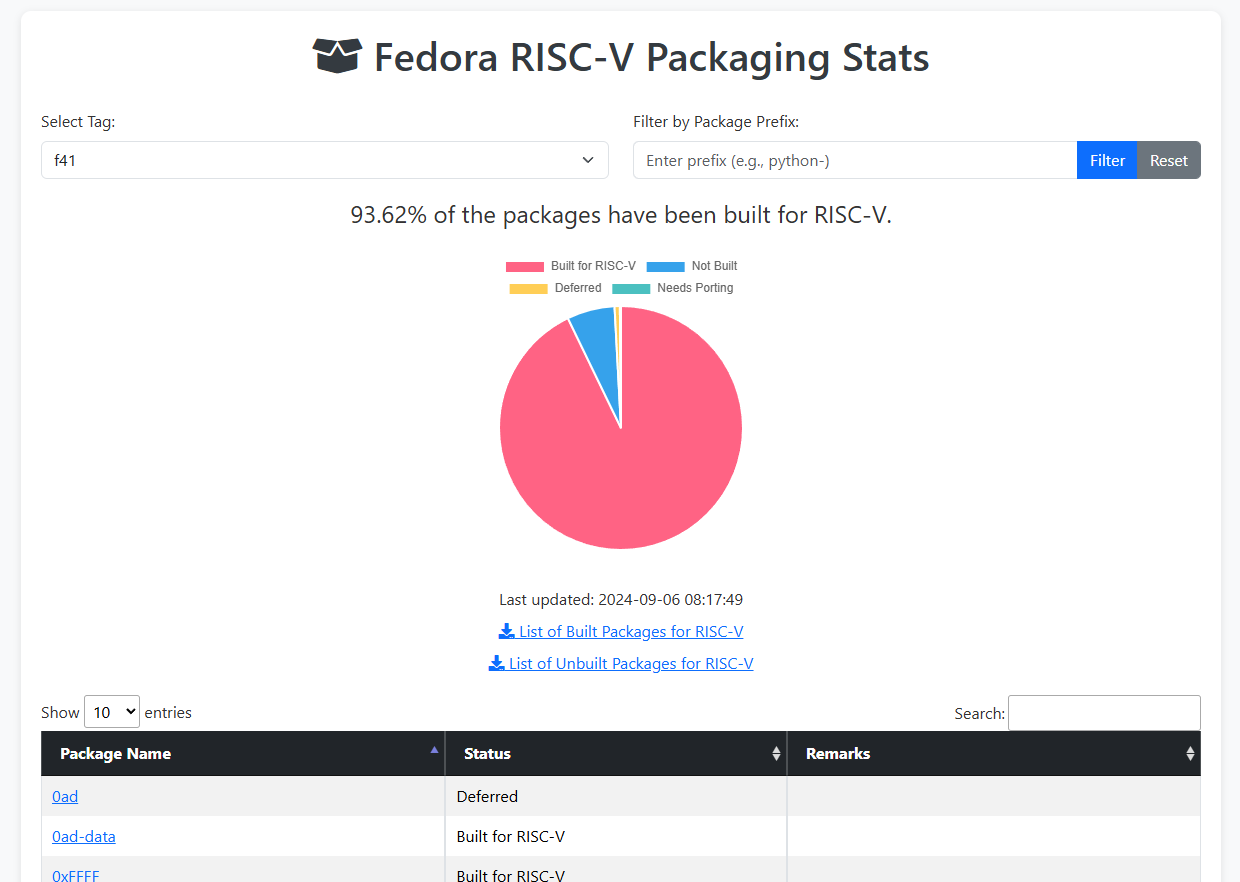 Fedora RISC-V Packaging Stats
Select Tag:
Filter by Package Prefix:
f41
Enter prefix (e.g., python-)
Filter
Reset
93.62% of the packages have been built for RISC-V.
Built for RISC-V
Not Built
Deferred
Needs Porting
Last updated: 2024-09-06 08:17:49
List of Built Packages for RISC-V
List of Unbuilt Packages for RISC-V
Show 10 entries
Search:
Package Name
Status
Remarks
0ad
Deferred
0ad-data
Built for RISC-V
0xFFFF
Built for RISC-V